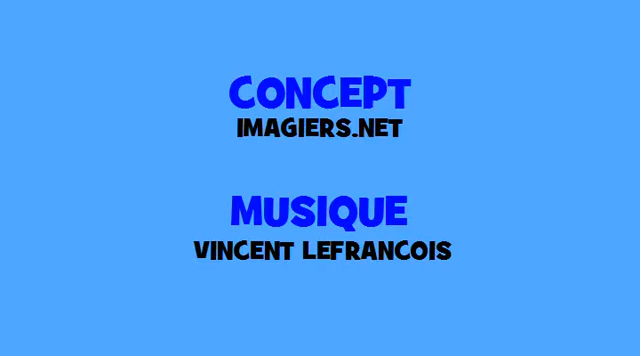 CONCEPT
IMAGIERS.NET
MUSIQUE
VINCENT LEFRANCOIS